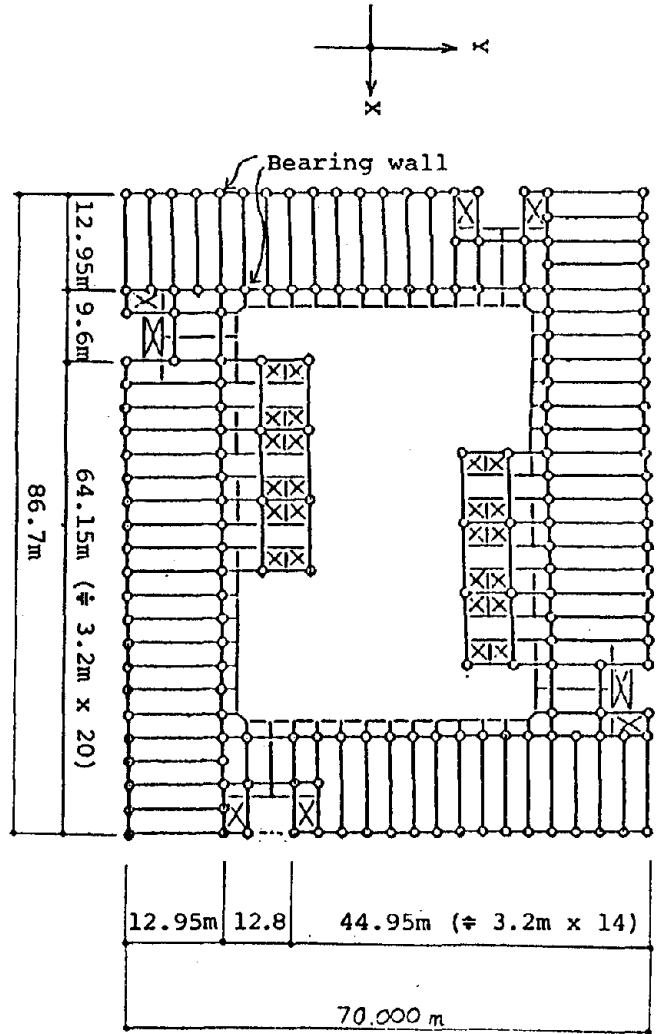 Y
X
Bearing wall
12.95m
9.6m
64.15m (≑ 3.2m x 20)
86.7m
12.95m
12.8
44.95m (≑ 3.2m x 14)
70.000 m